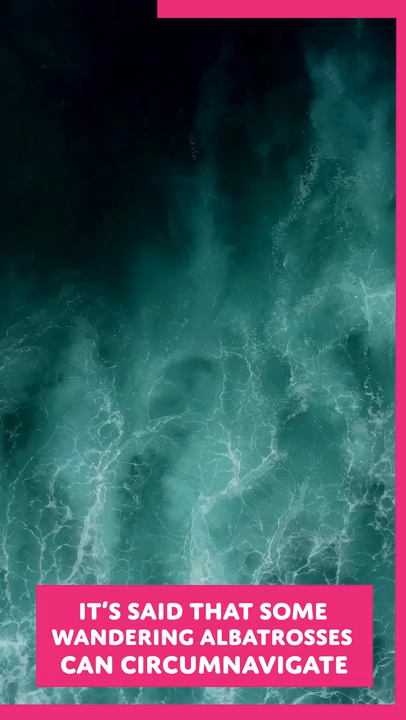 IT'S SAID THAT SOME
WANDERING ALBATROSSES
CAN CIRCUMNAVIGATE